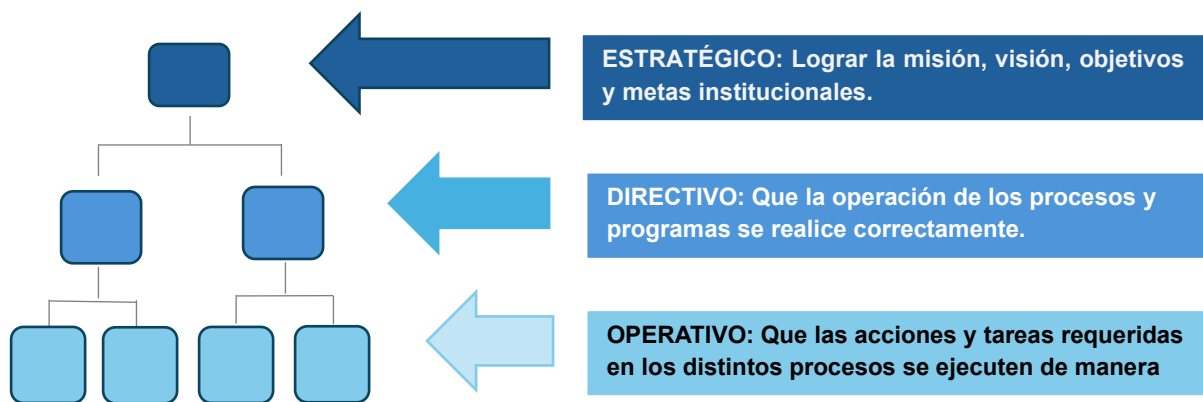 ESTRATÉGICO: Lograr la misión, visión, objetivos
y metas institucionales.
DIRECTIVO: Que la operación de los procesos y
programas se realice correctamente.
OPERATIVO: Que las acciones y tareas requeridas
en los distintos procesos se ejecuten de manera